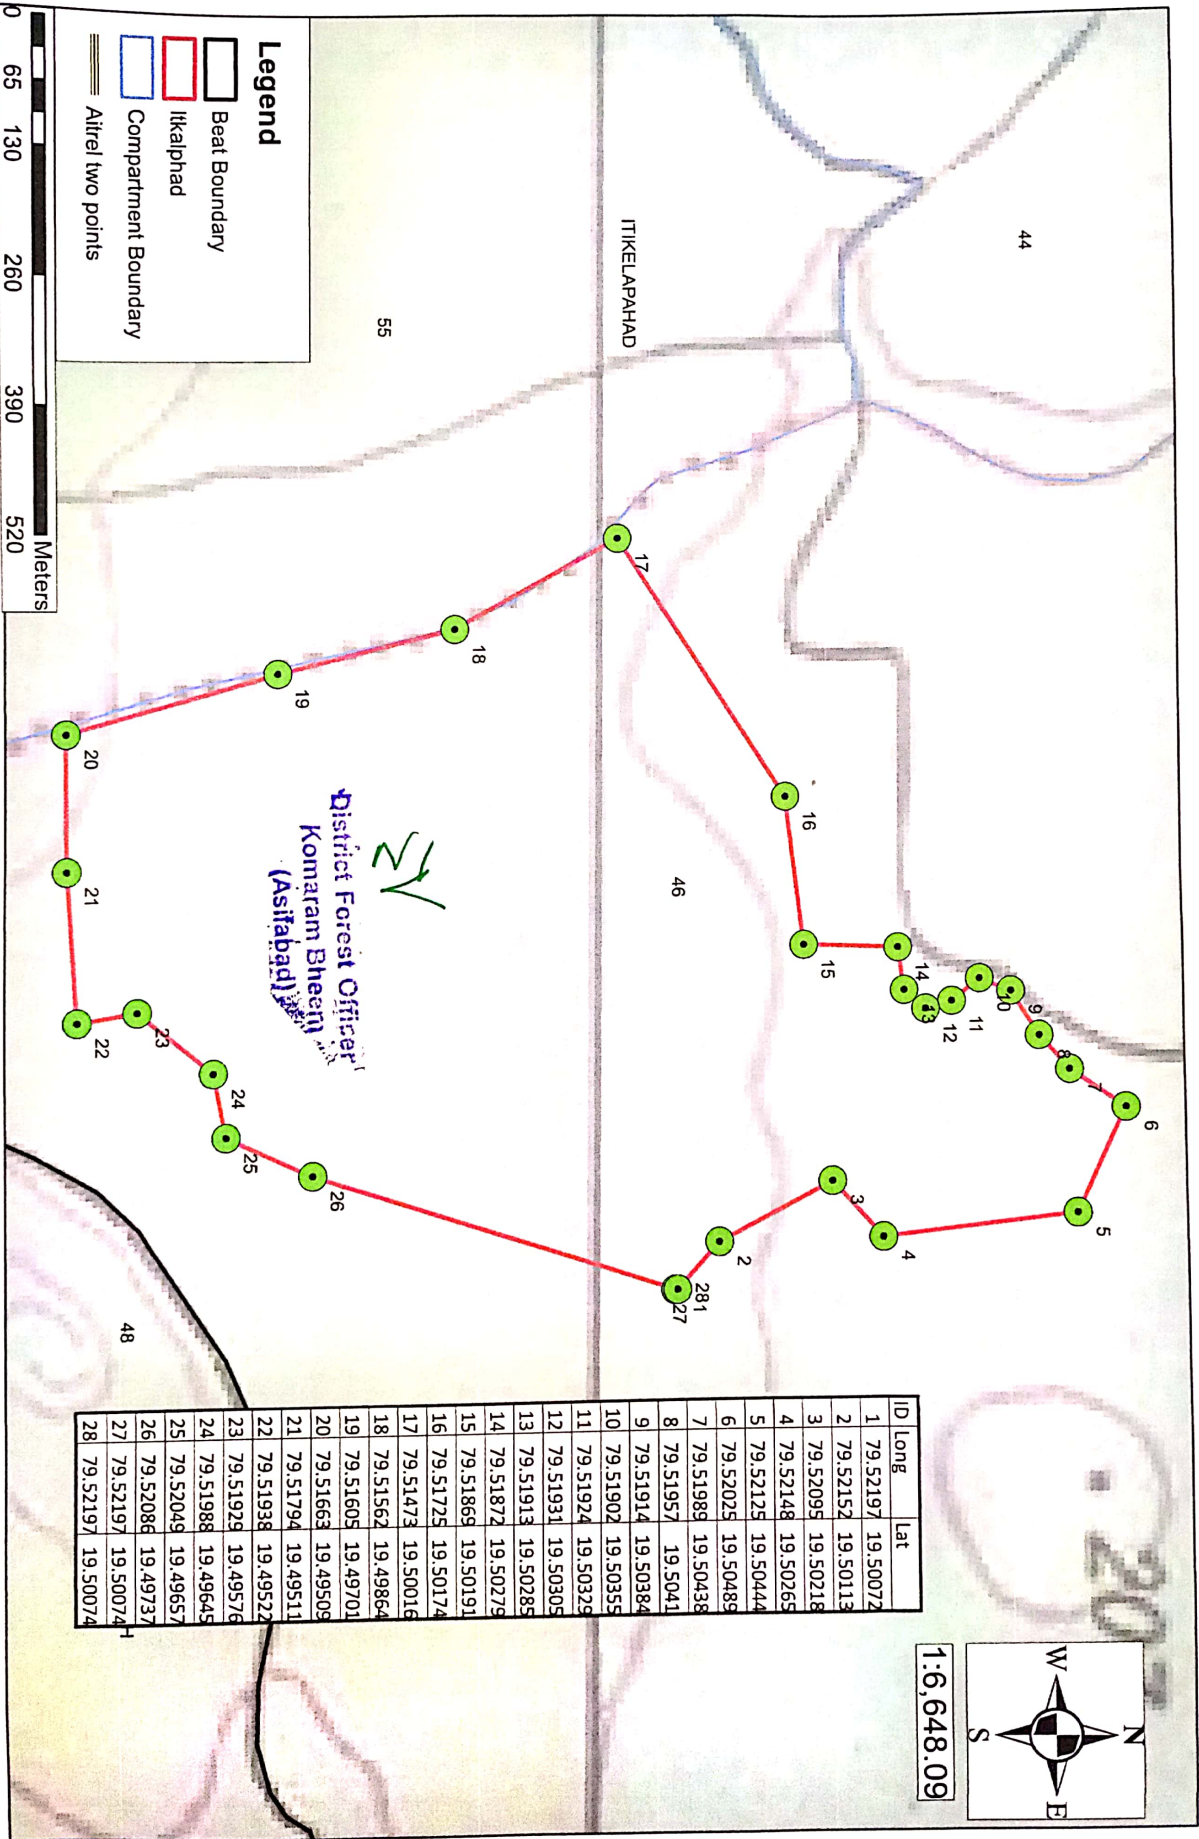 44
ITIKELAPAHAD
55
46
48
20
1
2
3
4
5
6
7
8
9
10
11
12
13
14
15
16
17
18
19
20
21
22
23
24
25
26
27
281
District Forest Officer
Komaram Bheem
(Asifabad)
Legend
Beat Boundary
Itkalphad
Compartment Boundary
Aitrel two points
0 65 130 260 390 520
Meters
N
W E
S
1:6,648.09
ID Long Lat
1 79.52197 19.50072
2 79.52152 19.50113
3 79.52095 19.50218
4 79.52148 19.50265
5 79.52125 19.50444
6 79.52025 19.50489
7 79.51989 19.50438
8 79.51957 19.5041
9 79.51914 19.50384
10 79.51902 19.50355
11 79.51924 19.50329
12 79.51931 19.50305
13 79.51913 19.50285
14 79.51872 19.50279
15 79.51869 19.50191
16 79.51725 19.50174
17 79.51473 19.50016
18 79.51562 19.49864
19 79.51605 19.49701
20 79.51663 19.49509
21 79.51794 19.49511
22 79.51938 19.49522
23 79.51929 19.49576
24 79.51988 19.49645
25 79.52049 19.49657
26 79.52086 19.49737
27 79.52197 19.50074
28 79.52197 19.50074